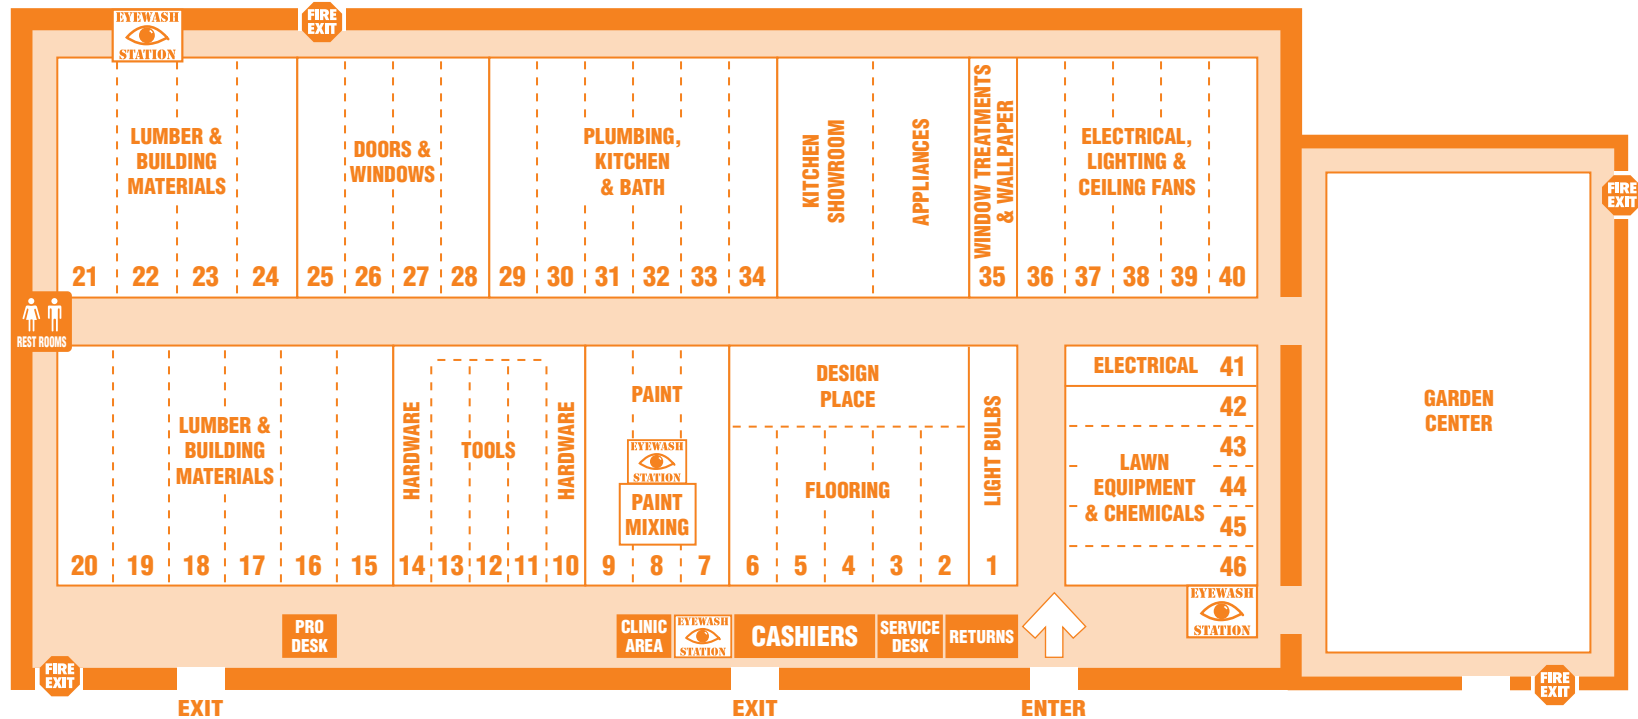 EYEWASH
STATION
FIRE
EXIT
LUMBER &
BUILDING
MATERIALS
21 22 23 24
DOORS &
WINDOWS
25 26 27 28
PLUMBING,
KITCHEN
& BATH
29 30 31 32 33 34
KITCHEN
SHOWROOM
APPLIANCES
WINDOW TREATMENTS
& WALLPAPER
35
ELECTRICAL,
LIGHTING &
CEILING FANS
36 37 38 39 40
FIRE
EXIT
REST ROOMS
LUMBER &
BUILDING
MATERIALS
20 19 18 17 16 15
HARDWARE
TOOLS
HARDWARE
14 13 12 11 10
PAINT
EYEWASH
STATION
PAINT
MIXING
9 8 7
DESIGN
PLACE
FLOORING
6 5 4 3 2
LIGHT BULBS
1
ELECTRICAL 41
42
43
LAWN
EQUIPMENT
& CHEMICALS
44
45
46
GARDEN
CENTER
EYEWASH
STATION
PRO
DESK
CLINIC
AREA
EYEWASH
STATION
CASHIERS
SERVICE
DESK
RETURNS
FIRE
EXIT
FIRE
EXIT
EXIT
EXIT
ENTER